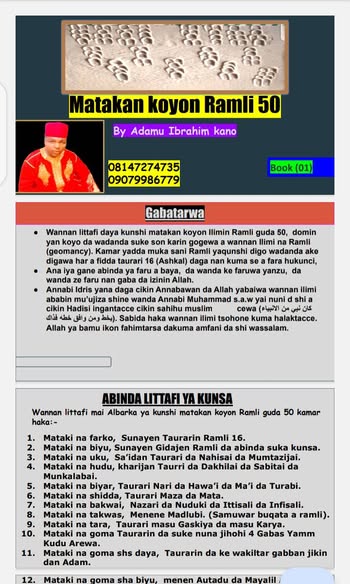 Matakan koyon Ramli 50
By Adamu Ibrahim kano
08147274735
09079986779
Book (01)
Gabatarwa
• Wannan littafi daya kunshi matakan koyon Ilimin Ramli guda 50, domin
yan koyo da wadanda suke son karin gogewa a wannan Ilmi na Ramli
(geomancy). Kamar yadda muka sani Ramli yaqunshi digo wadanda ake
digawar har a fidda taurari 16 (Ashkal) daga nan kuma se a fara hukunci,
• Ana iya gane abinda ya faru a baya, da wanda ke faruwa yanzu, da
wanda ze faru nan gaba da izinin Allah.
• Annabi Idris yana daga cikin Annabawan da Allah yabaiwa wannan ilimi
ababin mu'ujiza shine wanda Anabi Muhammad s.a.w yai nuni d shi a
cikin Hadisi ingantacce cikin sahihu muslim cewa (كان نبي من الانبياء
يخط ومن وافق خطه فذاك). Sabida haka wannan ilimi tsohone kuma halaktacce.
Allah ya bamu ikon fahimtarsa dakuma amfani da shi wassalam.
ABINDA LITTAFI YA KUNSA
Wannan littafi mai Albarka ya kunshi matakan koyon Ramli guda 50 kamar
haka:-
1. Mataki na farko, Sunayen Taurarin Ramli 16.
2. Mataki na biyu, Sunayen Gidajen Ramli da abinda suka kunsa.
3. Mataki na uku, Sa'idan Taurari da Nahisai da Mumtazijai.
4. Mataki na hudu, kharijan Taurri da Dakhilai da Sabitai da
Munkalabai.
5. Mataki na biyar, Taurari Nari da Hawa'i da Ma'i da Turabi.
6. Mataki na shidda, Taurari Maza da Mata.
7. Mataki na bakwai, Nazari da Nuduki da Ittisali da Infisali.
8. Mataki na takwas, Menene Madlubi. (Samuwar buqata a ramli).
9. Mataki na tara, Taurari masu Gaskiya da masu Karya.
10. Mataki na goma Taurarin da suke nuna jihohi 4 Gabas Yamm
Kudu Arewa.
11. Mataki na goma shs daya, Taurarin da ke wakiltar gabban jikin
dan Adam.
12. Mataki na goma sha biyu, menen Autadu da Mayalil